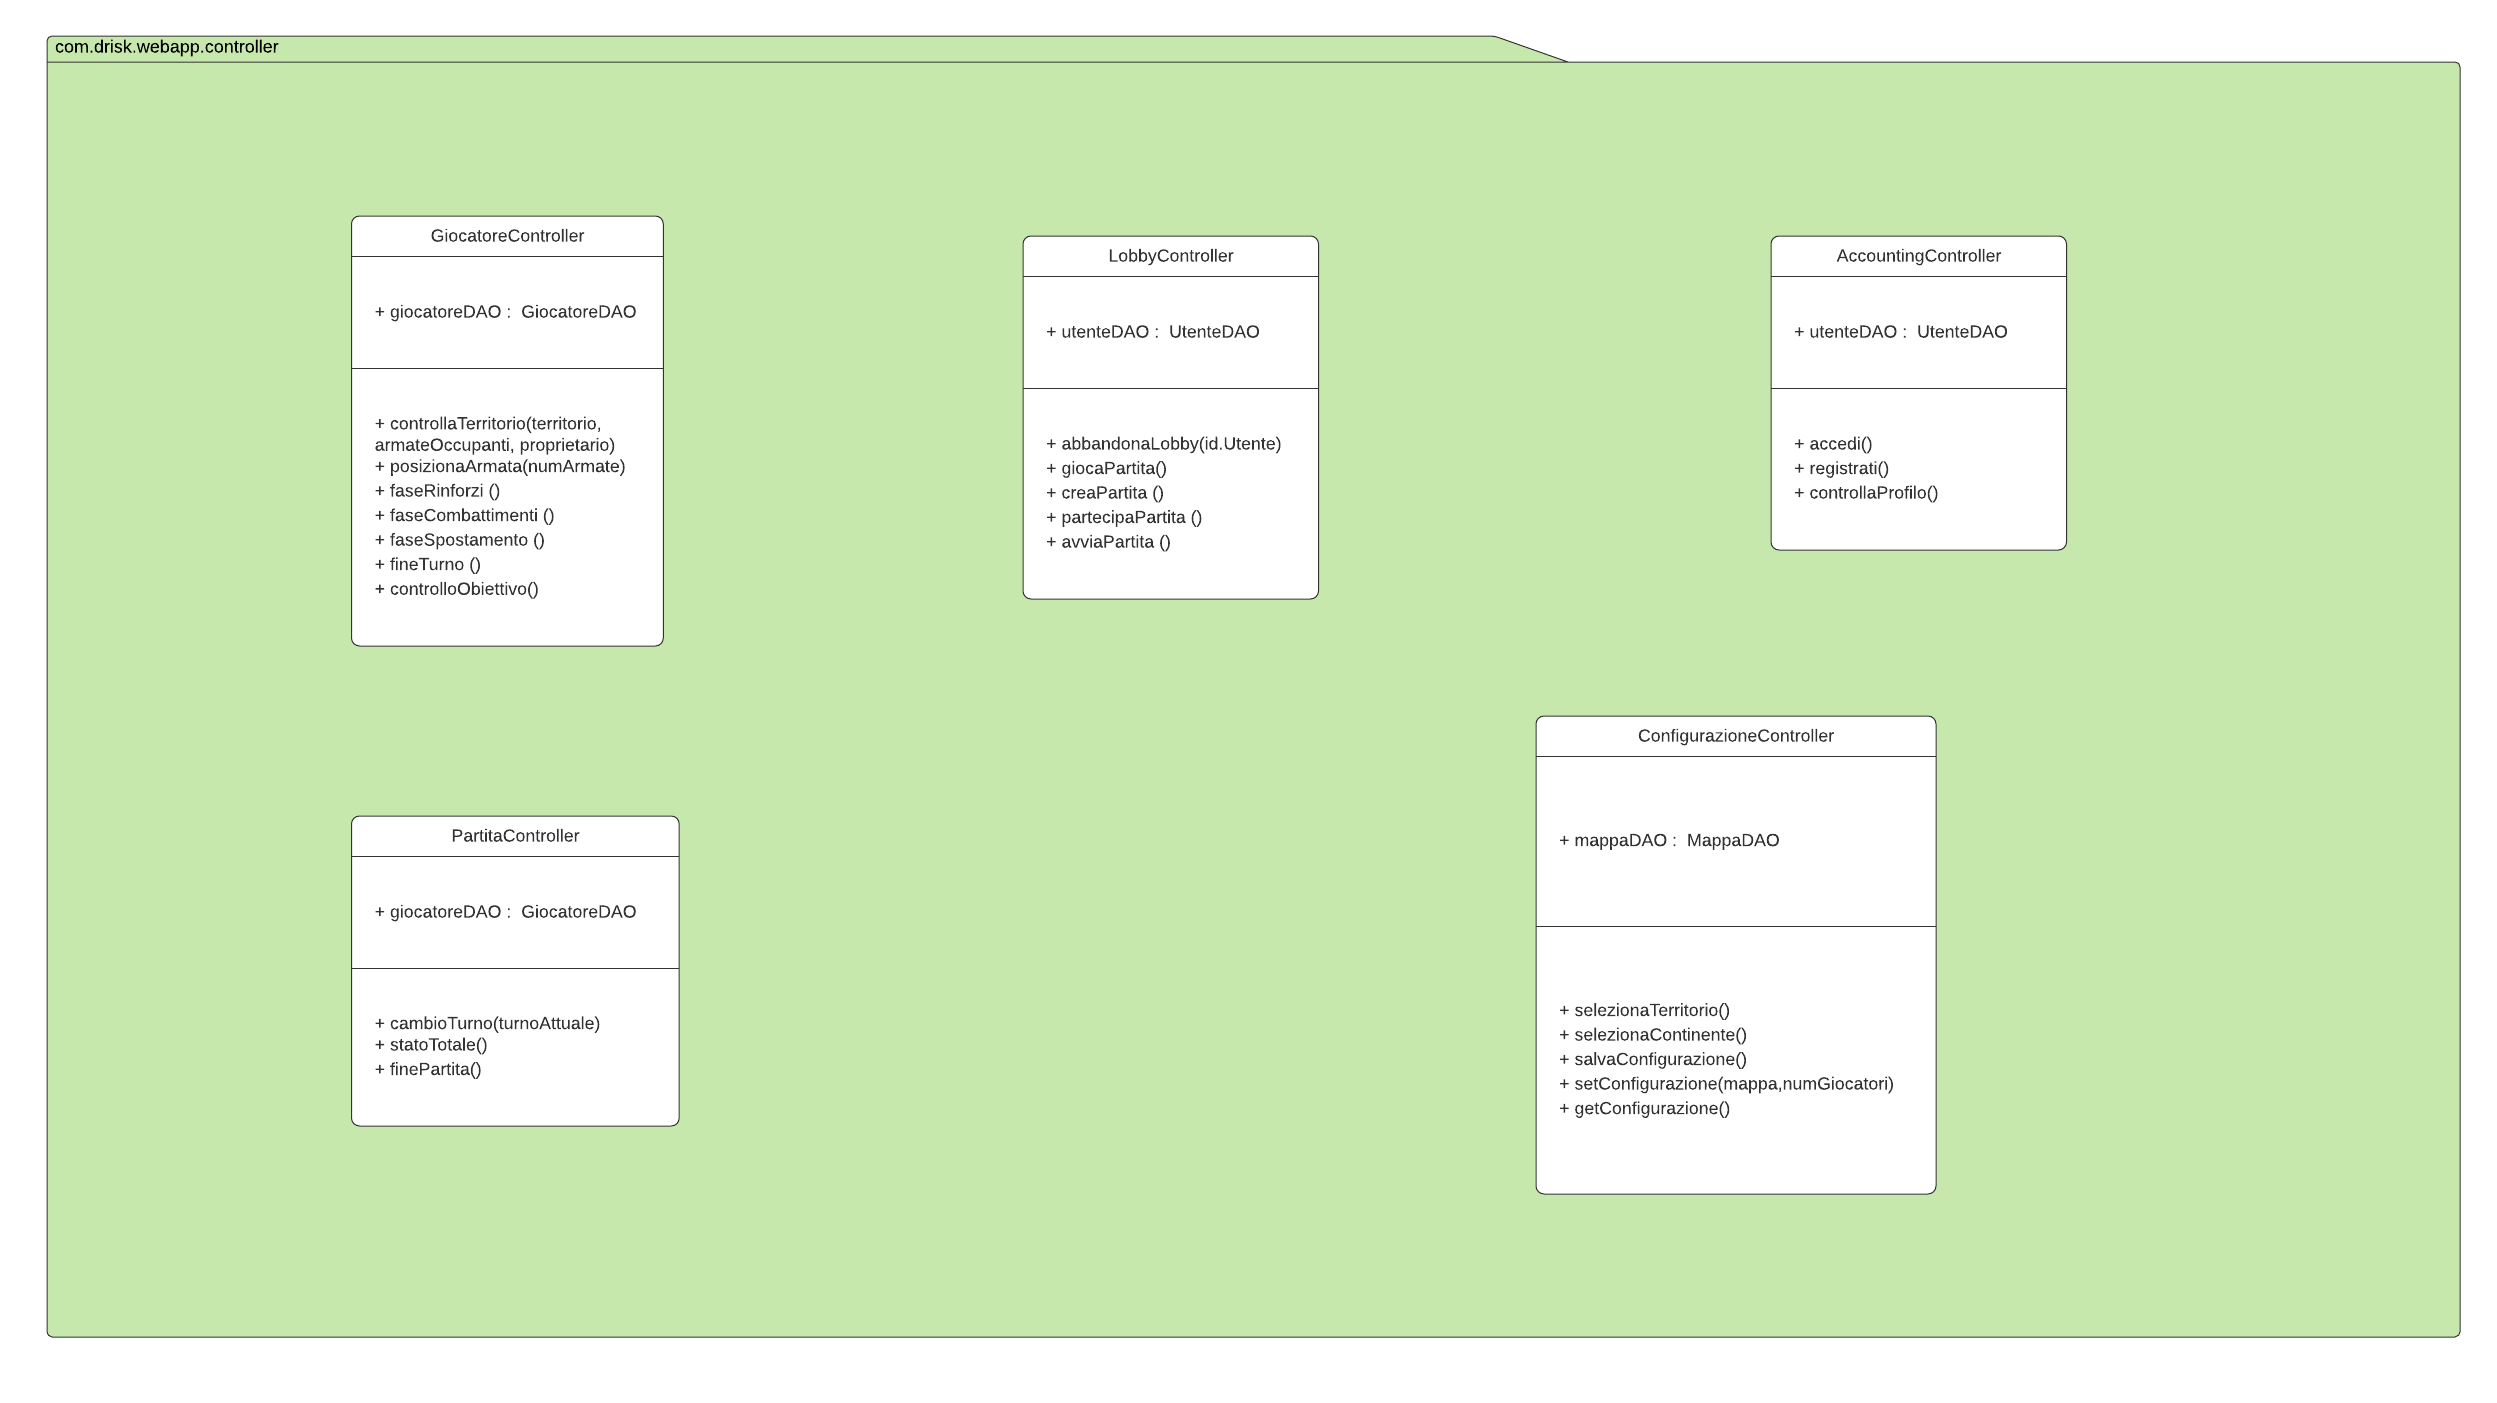 com.drisk.webapp.controller
GiocatoreController
+ giocatoreDAO :  GiocatoreDAO
+ controllaTerritorio(territorio,
armateOccupanti, proprietario)
+ posizionaArmata(numArmate)
+ faseRinforzi ()
+ faseCombattimenti ()
+ faseSpostamento ()
+ fineTurno ()
+ controlloObiettivo()
LobbyController
+ utenteDAO :  UtenteDAO
+ abbandonaLobby(id.Utente)
+ giocaPartita()
+ creaPartita ()
+ partecipaPartita ()
+ avviaPartita ()
AccountingController
+ utenteDAO :  UtenteDAO
+ accedi()
+ registrati()
+ controllaProfilo()
PartitaController
+ giocatoreDAO :  GiocatoreDAO
+ cambioTurno(turnoAttuale)
+ statoTotale()
+ finePartita()
ConfigurazioneController
+ mappaDAO :  MappaDAO
+ selezionaTerritorio()
+ selezionaContinente()
+ salvaConfigurazione()
+ setConfigurazione(mappa,numGiocatori)
+ getConfigurazione()